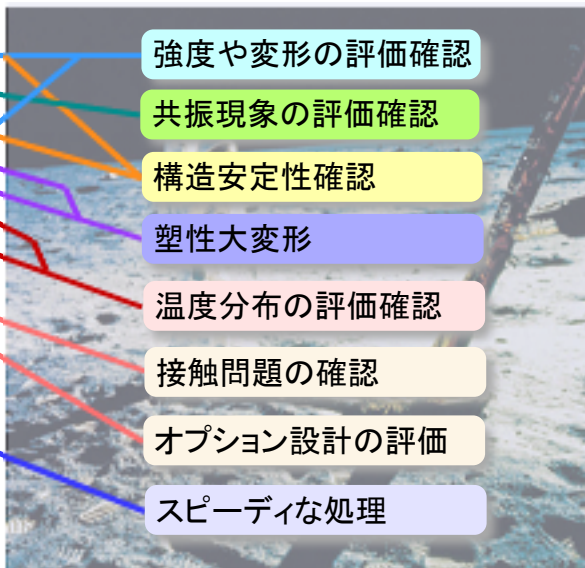 強度や変形の評価確認
共振現象の評価確認
構造安定性確認
塑性大変形
温度分布の評価確認
接触問題の確認
オプション設計の評価
スピーディな処理